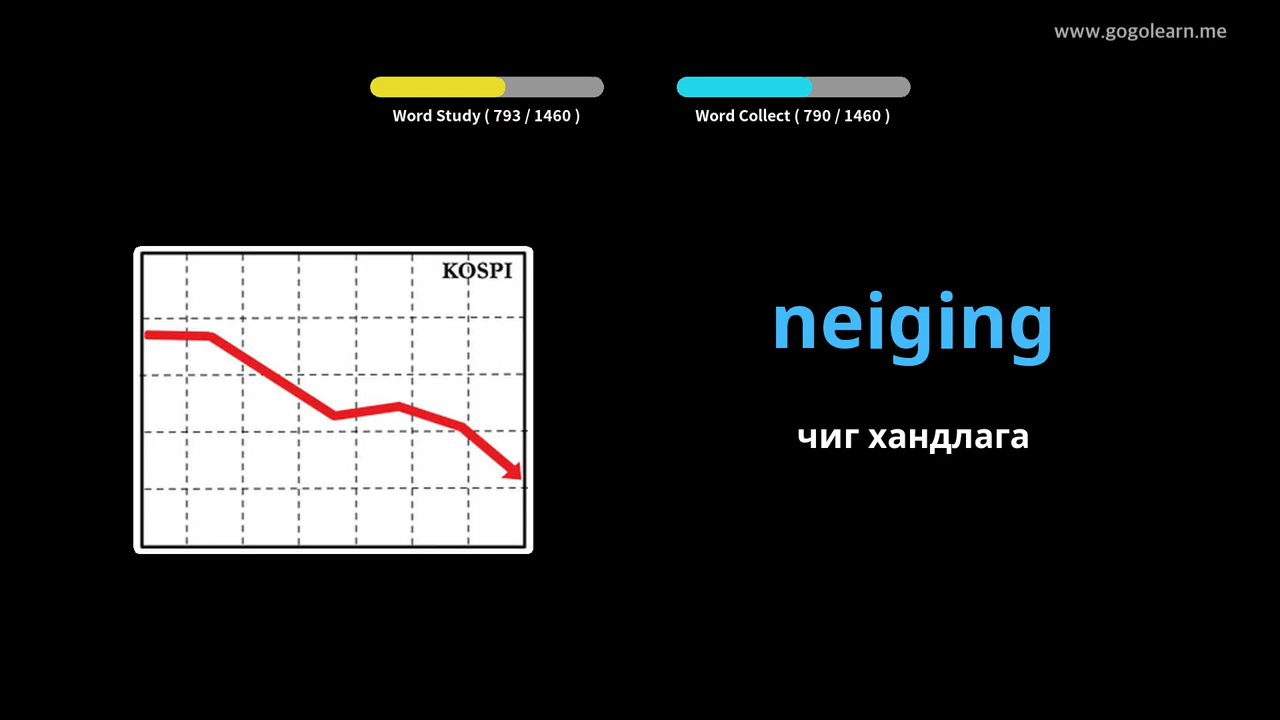 www.gogolearn.me
Word Study ( 793 / 1460 )
Word Collect ( 790 / 1460 )
KOSPI
neiging
чиг хандлага